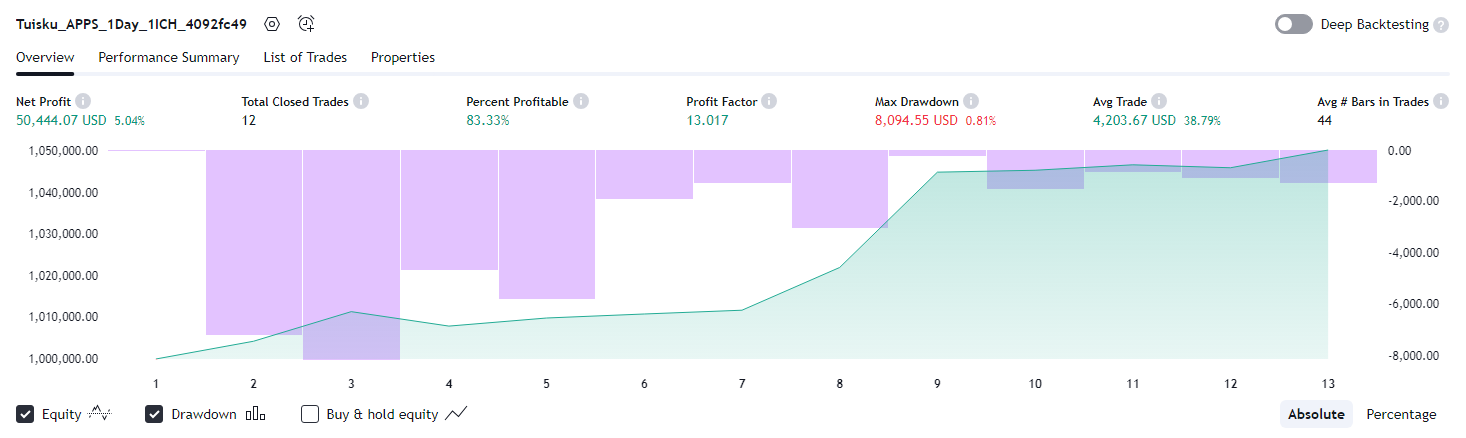 Tuisku_APPS_1Day_1ICH_4092fc49
Deep Backtesting ?
Overview Performance Summary List of Trades Properties
Net Profit i Total Closed Trades i Percent Profitable i Profit Factor i Max Drawdown i Avg Trade i Avg # Bars in Trades i
50,444.07 USD 5.04% 12 83.33% 13.017 8,094.55 USD 0.81% 4,203.67 USD 38.79% 44
1,050,000.00 0.00
1,040,000.00 -2,000.00
1,030,000.00 -4,000.00
1,020,000.00
1,010,000.00 -6,000.00
1,000,000.00 -8,000.00
1 2 3 4 5 6 7 8 9 10 11 12 13
Equity Drawdown Buy & hold equity Absolute Percentage